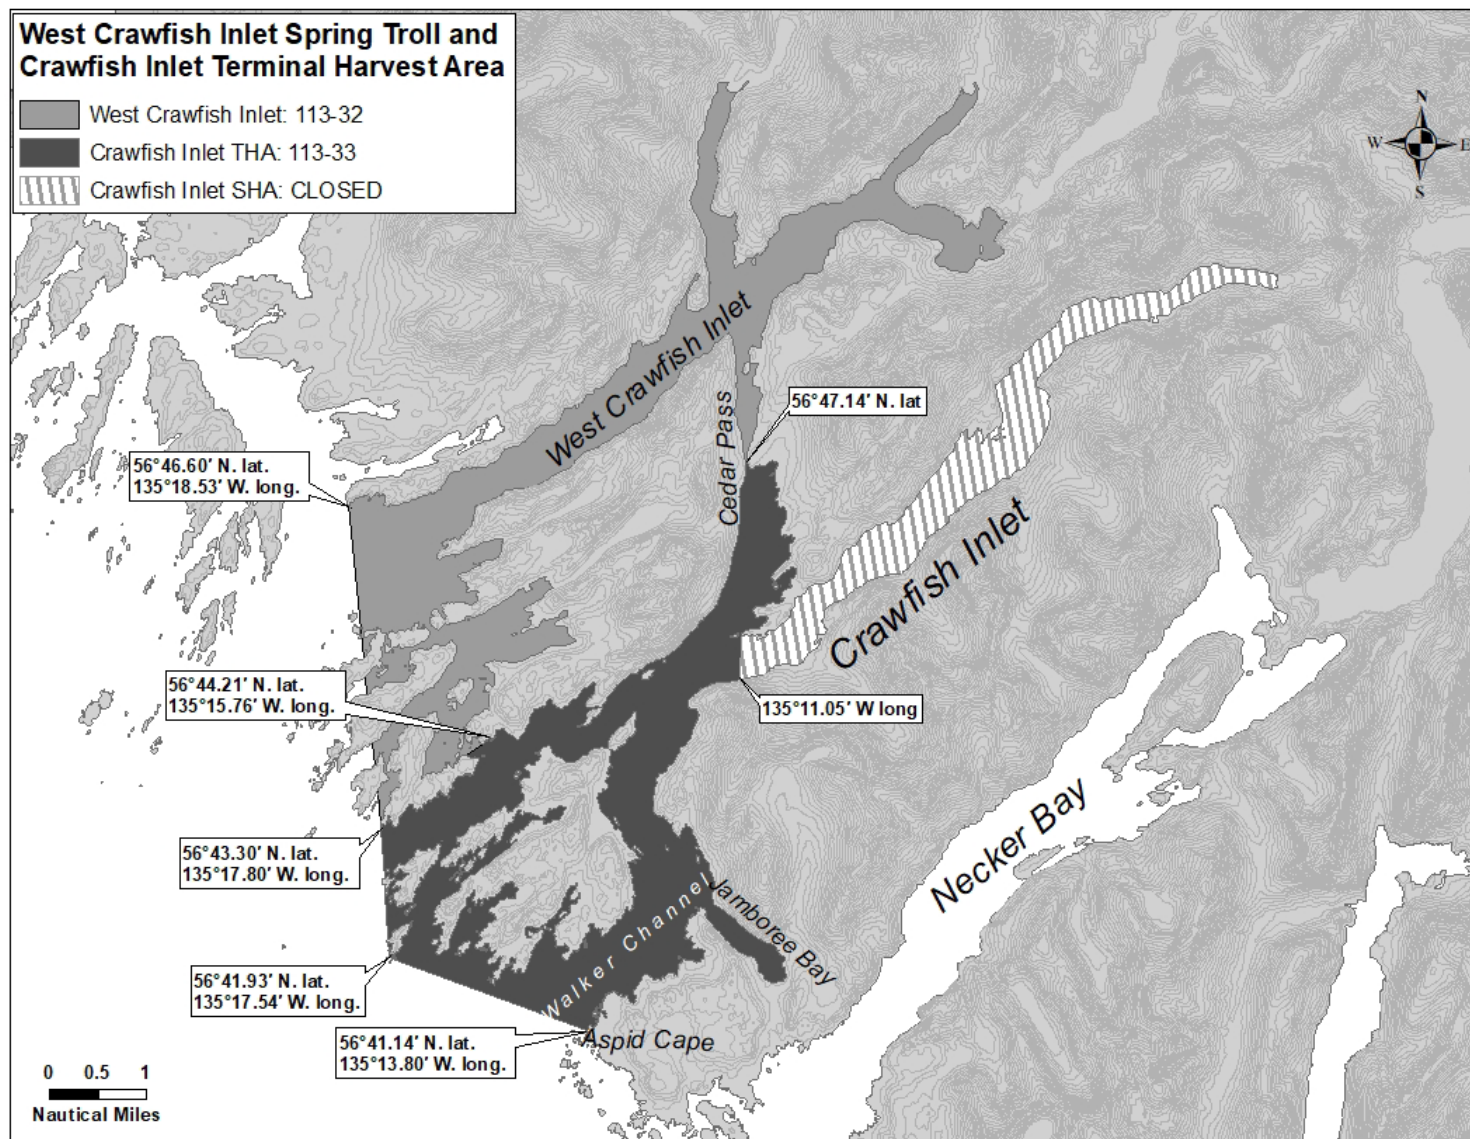 West Crawfish Inlet Spring Troll and
Crawfish Inlet Terminal Harvest Area
West Crawfish Inlet: 113-32
Crawfish Inlet THA: 113-33
Crawfish Inlet SHA: CLOSED
N
W
E
S
West Crawfish Inlet
Cedar Pass
56°47.14′ N. lat
56°46.60′ N. lat.
135°18.53′ W. long.
Crawfish Inlet
56°44.21′ N. lat.
135°15.76′ W. long.
135°11.05′ W long
Necker Bay
56°43.30′ N. lat.
135°17.80′ W. long.
Jamboree Bay
Walker Channel
56°41.93′ N. lat.
135°17.54′ W. long.
56°41.14′ N. lat.
135°13.80′ W. long.
Aspid Cape
0 0.5 1
Nautical Miles